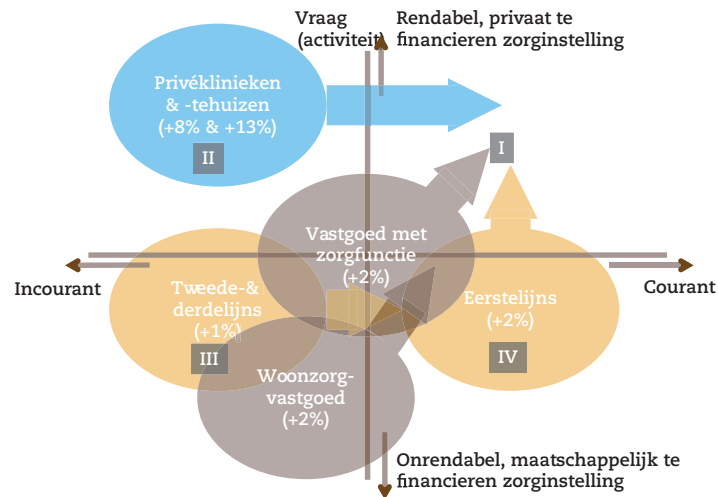 Vraag
(activiteit)
Rendabel, privaat te
financieren zorginstelling
Privéklinieken
& -tehuizen
(+8% & +13%)
II
I
Vastgoed met
zorgfunctie
(+2%)
Incourant
Courant
Tweede-&
derdelijns
(+1%)
III
Eerstelijns
(+2%)
IV
Woonzorg-
vastgoed
(+2%)
Onrendabel, maatschappelijk te
financieren zorginstelling